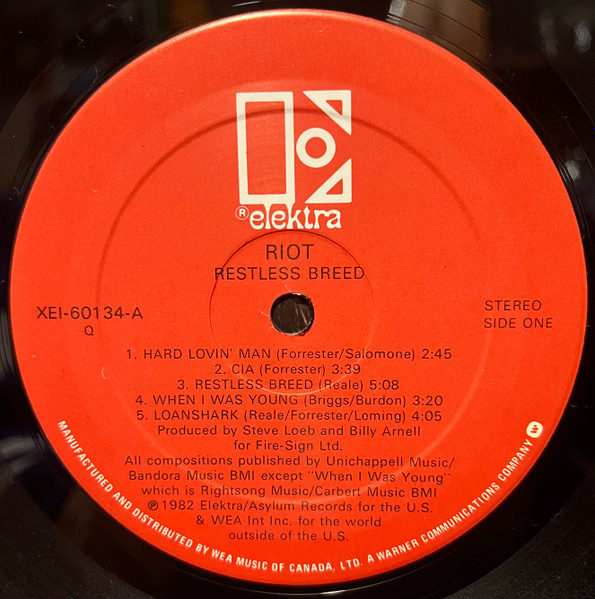 ® elektra
RIOT
RESTLESS BREED
XEI-60134-A
Q
STEREO
SIDE ONE
1. HARD LOVIN' MAN (Forrester/Salomone) 2:45
2. CIA (Forrester) 3:39
3. RESTLESS BREED (Reale) 5:08
4. WHEN I WAS YOUNG (Briggs/Burdon) 3:20
5. LOANSHARK (Reale/Forrester/Leming) 4:05
Produced by Steve Loeb and Billy Arnell
for Fire-Sign Ltd.
All compositions published by Unichappell Music/
Bandora Music BMI except "When I Was Young"
which is Rightsong Music/Carbert Music BMI
℗ 1982 Elektra/Asylum Records for the U.S.
& WEA Int Inc. for the world
outside of the U.S.
MANUFACTURED AND DISTRIBUTED BY WEA MUSIC OF CANADA, LTD. A WARNER COMMUNICATIONS COMPANY